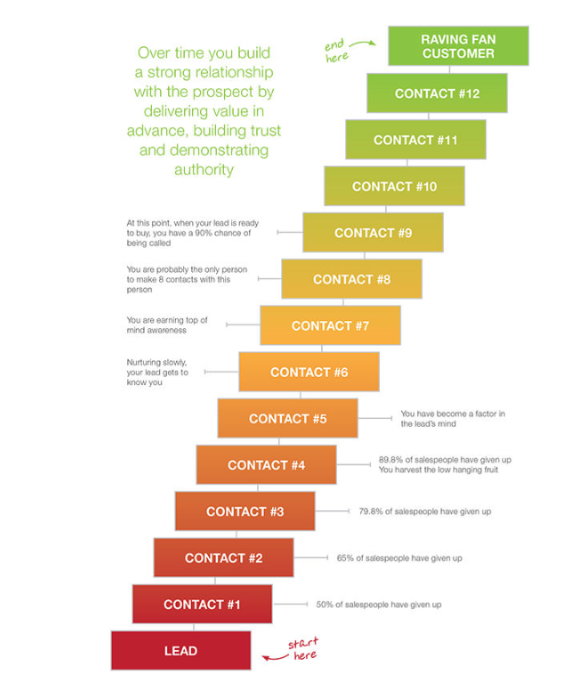 end
here
RAVING FAN
CUSTOMER
Over time you build
a strong relationship
with the prospect by
delivering value in
advance, building trust
and demonstrating
authority
CONTACT #12
CONTACT #11
CONTACT #10
At this point, when your lead is ready
to buy, you have a 90% chance of
being called
CONTACT #9
You are probably the only person
to make 8 contacts with this
person
CONTACT #8
You are earning top of
mind awareness
CONTACT #7
Nurturing slowly,
your lead gets to
know you
CONTACT #6
CONTACT #5
You have become a factor in
the lead's mind
CONTACT #4
89.8% of salespeople have given up
You harvest the low hanging fruit
CONTACT #3
79.8% of salespeople have given up
CONTACT #2
65% of salespeople have given up
CONTACT #1
50% of salespeople have given up
LEAD
start
here